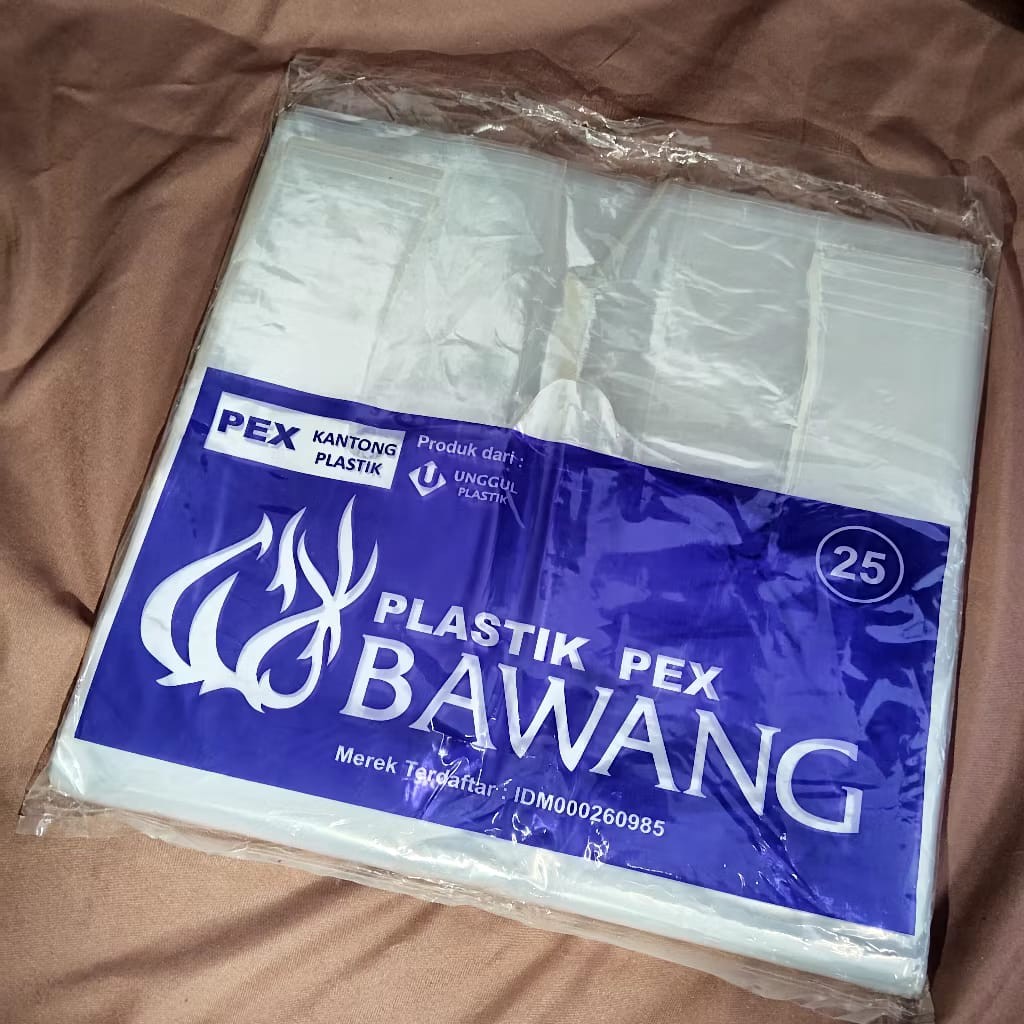 PEX KANTONG
PLASTIK
Produk dari :
U UNGGUL
PLASTIK
25
PLASTIK PEX
BAWANG
Merek Terdaftar : IDM000260985